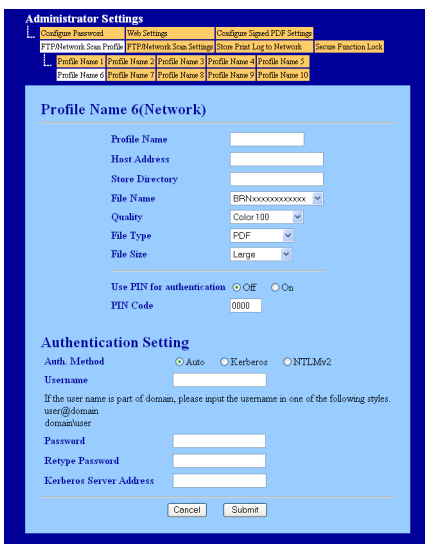 Administrator Settings
Configure Password Web Settings Configure Signed PDF Settings
FTP/Network Scan Profile FTP/Network Scan Settings Store Print Log to Network Secure Function Lock
Profile Name 1 Profile Name 2 Profile Name 3 Profile Name 4 Profile Name 5
Profile Name 6 Profile Name 7 Profile Name 8 Profile Name 9 Profile Name 10
Profile Name 6(Network)
Profile Name
Host Address
Store Directory
File Name BRNxxxxxxxxxxxx
Quality Color 100
File Type PDF
File Size Large
Use PIN for authentication Off On
PIN Code 0000
Authentication Setting
Auth. Method Auto Kerberos NTLMv2
Username
If the user name is part of domain, please input the username in one of the following styles.
user@domain
domain\user
Password
Retype Password
Kerberos Server Address
Cancel Submit